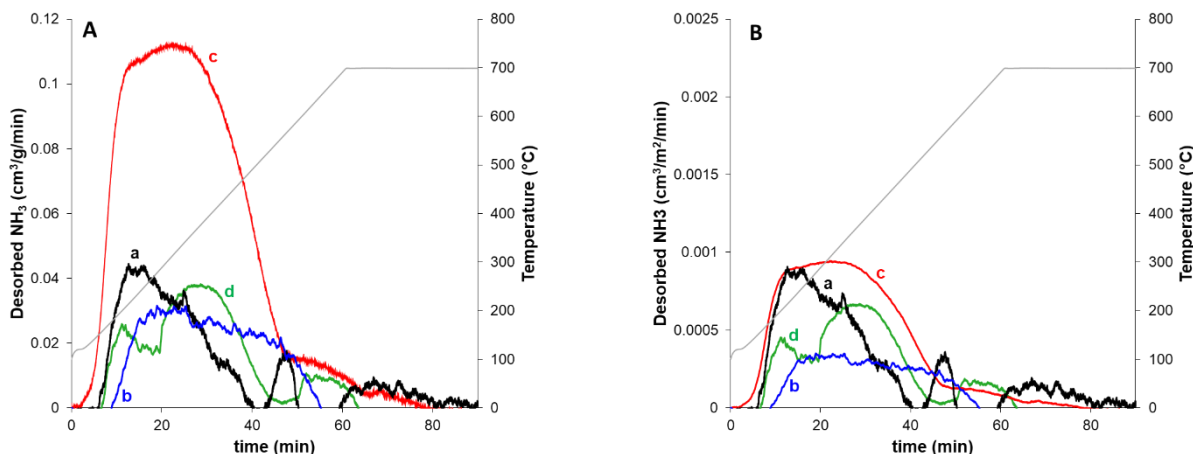 A
Desorbed NH₃ (cm³/g/min)
0.12
0.1
0.08
0.06
0.04
0.02
0
800
700
600
500
400
300
200
100
0
Temperature (°C)
c
a
d
b
0 20 40 60 80
time (min)
B
Desorbed NH3 (cm³/m²/min)
0.0025
0.002
0.0015
0.001
0.0005
0
800
700
600
500
400
300
200
100
0
Temperature (°C)
c
a
d
b
0 20 40 60 80
time (min)